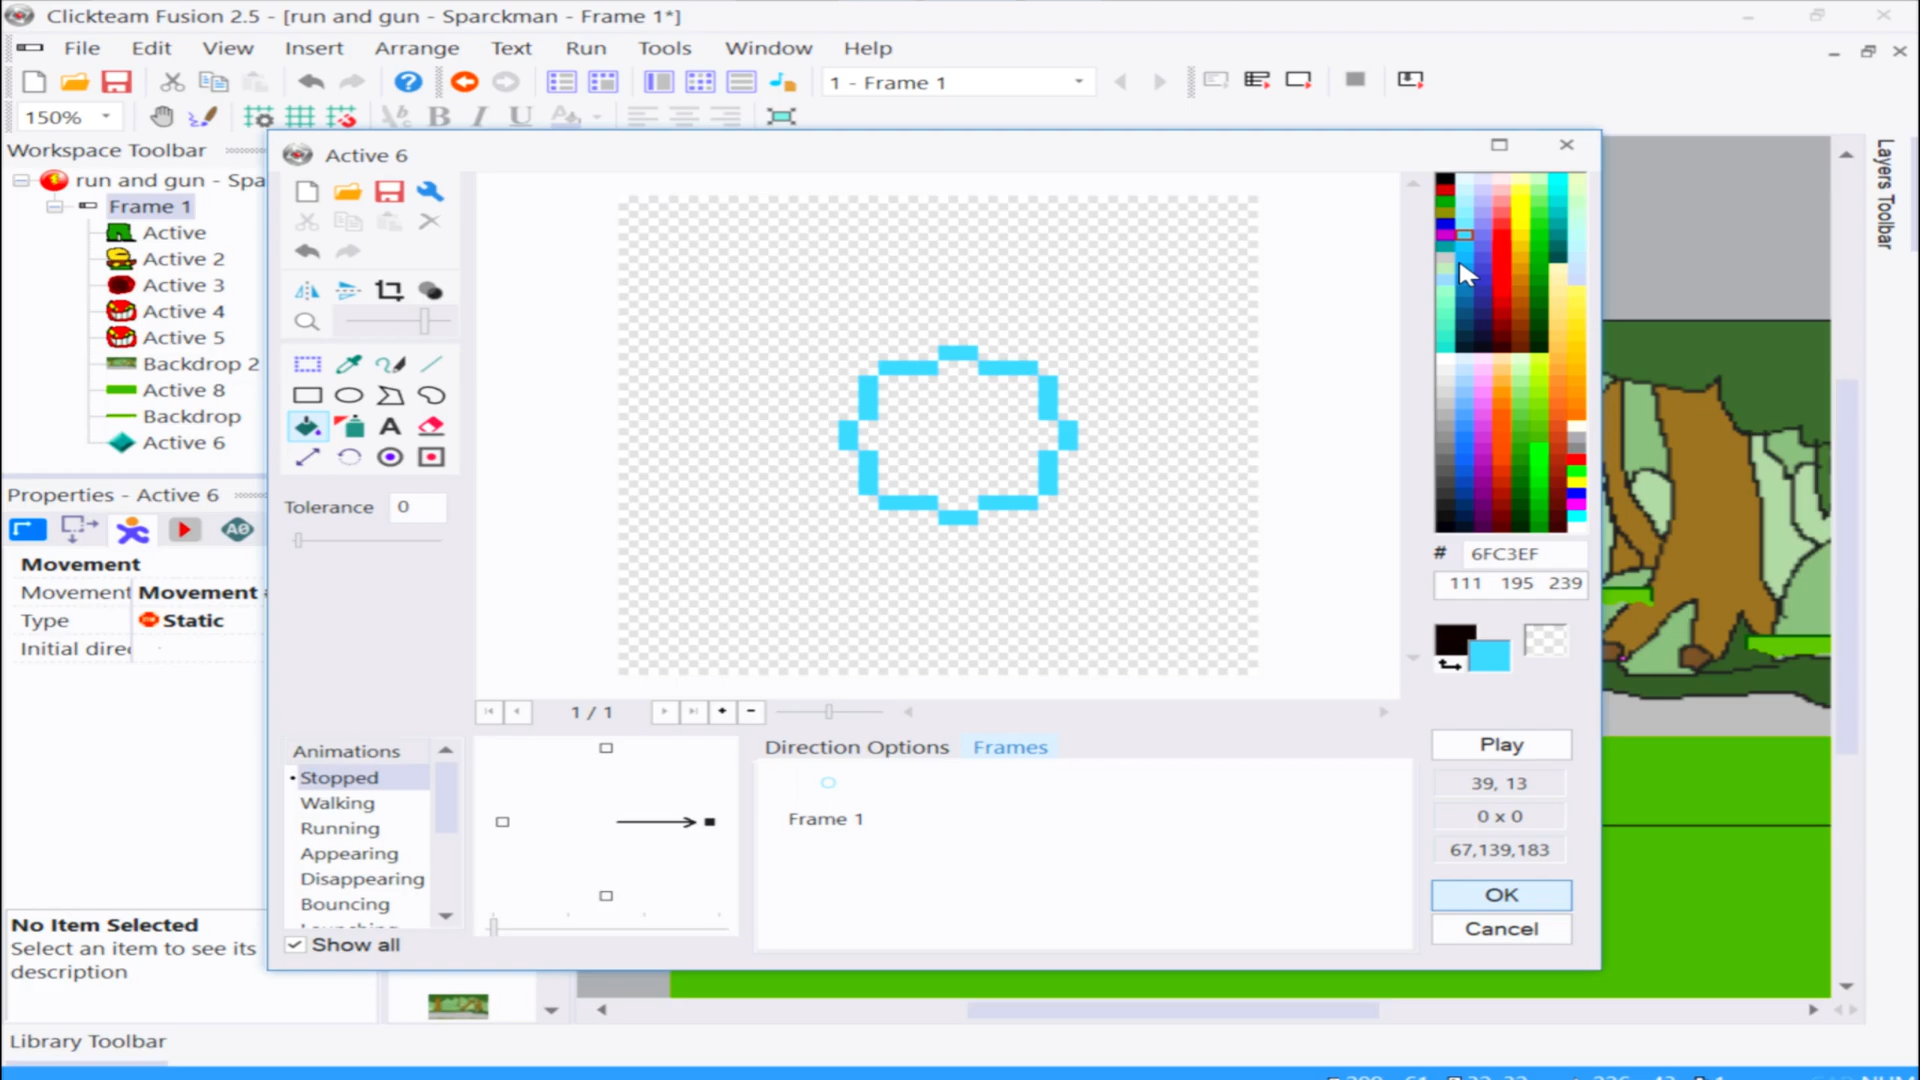 Clickteam Fusion 2.5 - [run and gun - Sparckman - Frame 1*]
File Edit View Insert Arrange Text Run Tools Window Help
1 - Frame 1
150%
B I U
Workspace Toolbar
run and gun - Spa
Frame 1
Active
Active 2
Active 3
Active 4
Active 5
Backdrop 2
Active 8
Backdrop
Active 6
Properties - Active 6
Movement
Movement Movement
Type Static
Initial dire
No Item Selected
Select an item to see its
description
Library Toolbar
Active 6
A
Tolerance 0
1 / 1
Animations
Stopped
Walking
Running
Appearing
Disappearing
Bouncing
Show all
Direction Options Frames
Frame 1
# 6FC3EF
111 195 239
Play
39, 13
0 x 0
67,139,183
OK
Cancel
Layers Toolbar